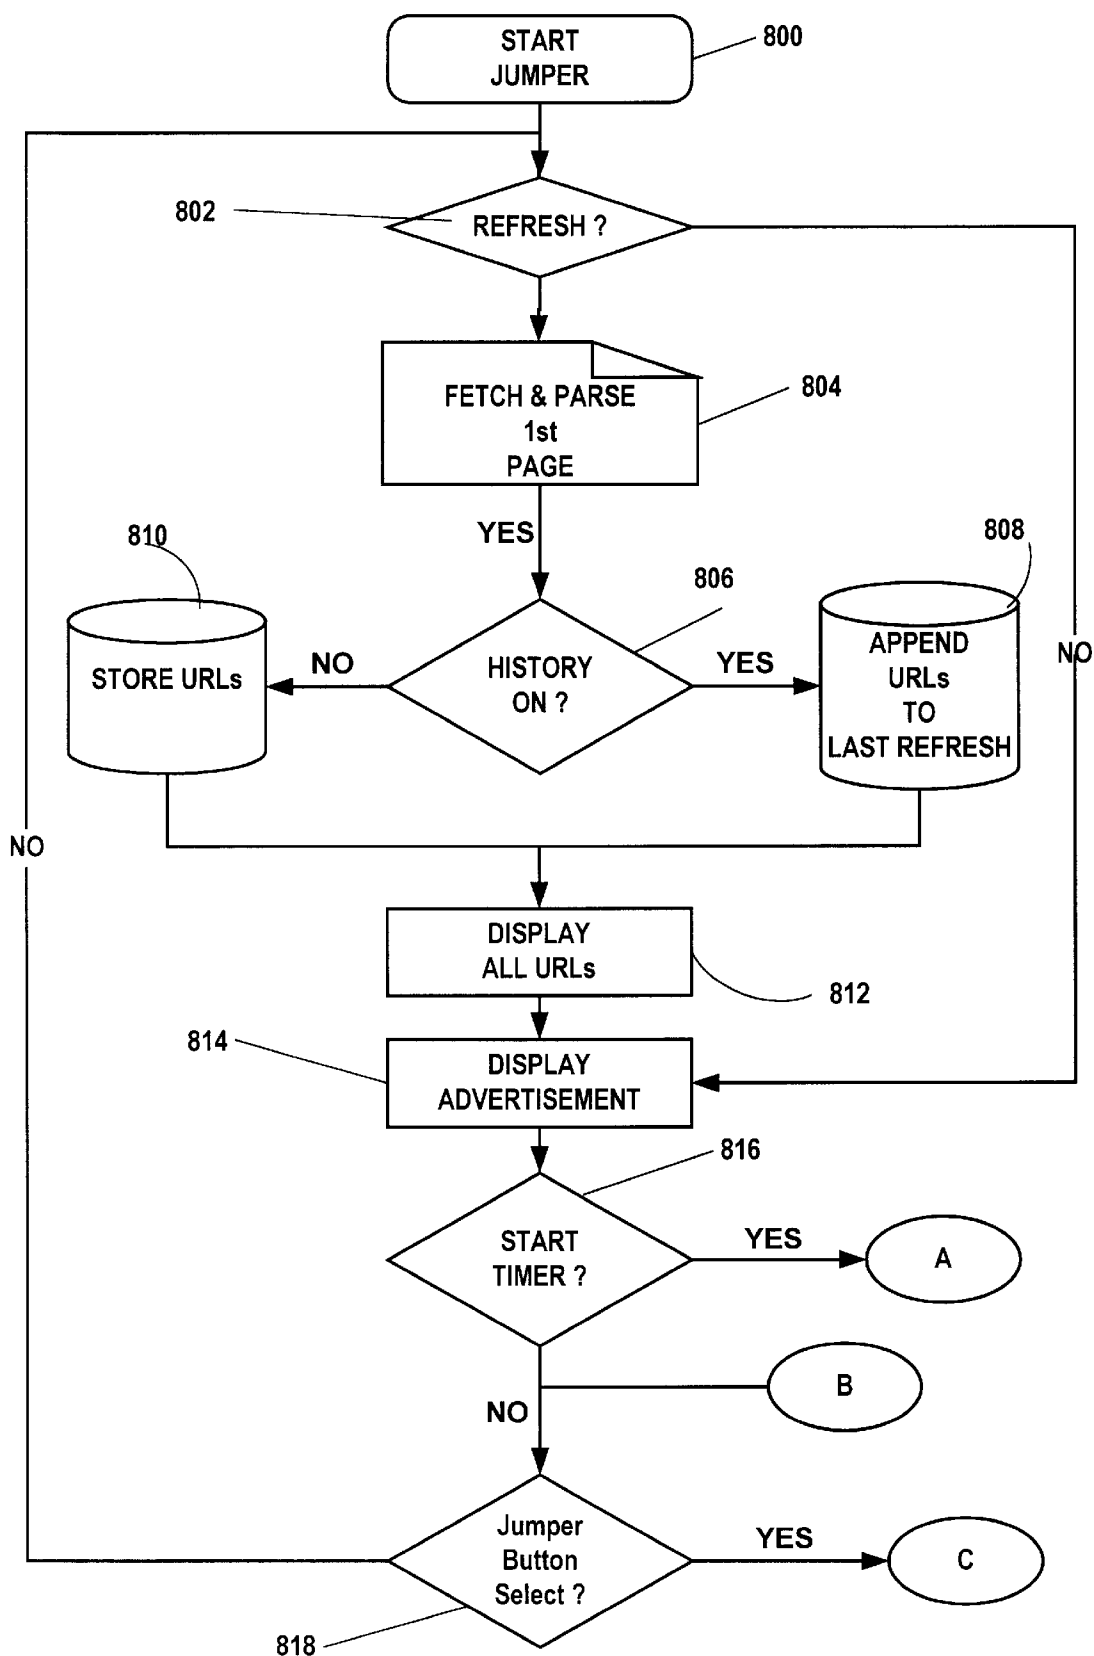 START
JUMPER
800
802
REFRESH ?
FETCH & PARSE
1st
PAGE
804
YES
810
808
806
STORE URLs
NO
HISTORY
ON ?
YES
APPEND
URLs
TO
LAST REFRESH
NO
NO
DISPLAY
ALL URLs
812
814
DISPLAY
ADVERTISEMENT
816
START
TIMER ?
YES
A
B
NO
Jumper
Button
Select ?
YES
C
818